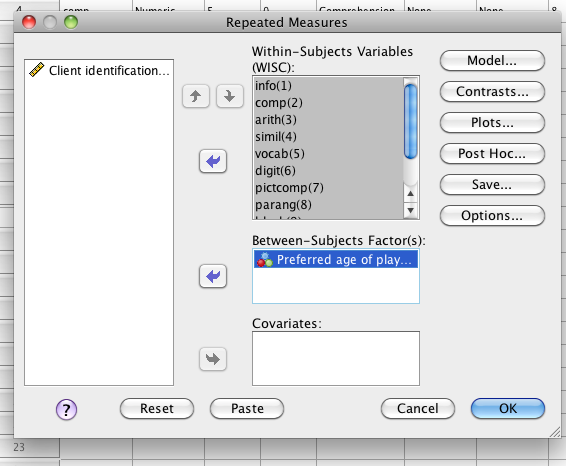 4 comp Numeric 5 0 Comprehension None None 8
Repeated Measures
Client identification...
Within-Subjects Variables
(WISC):
info(1)
comp(2)
arith(3)
simil(4)
vocab(5)
digit(6)
pictcomp(7)
parang(8)
Between-Subjects Factor(s):
Preferred age of play...
Covariates:
Model...
Contrasts...
Plots...
Post Hoc...
Save...
Options...
?
Reset
Paste
Cancel
OK
23